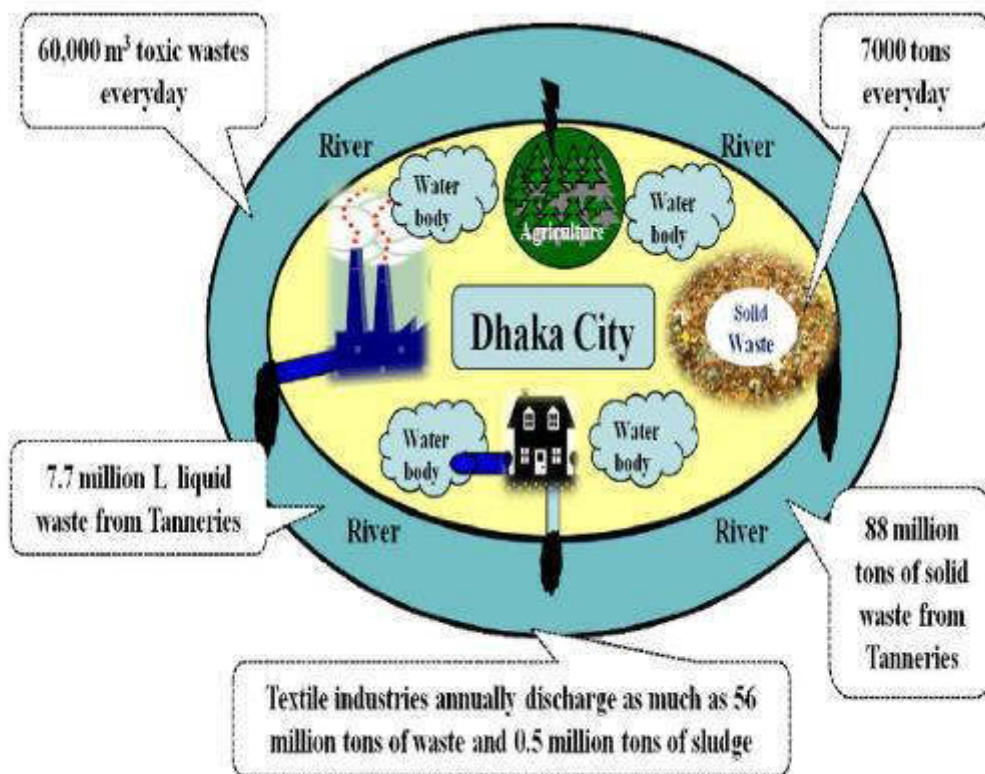 60,000 m³ toxic wastes
everyday
7000 tons
everyday
River
River
Water
body
Agriculture
Water
body
Dhaka City
Solid
Waste
Water
body
Water
body
7.7 million L liquid
waste from Tanneries
River
River
88 million
tons of solid
waste from
Tanneries
Textile industries annually discharge as much as 56
million tons of waste and 0.5 million tons of sludge